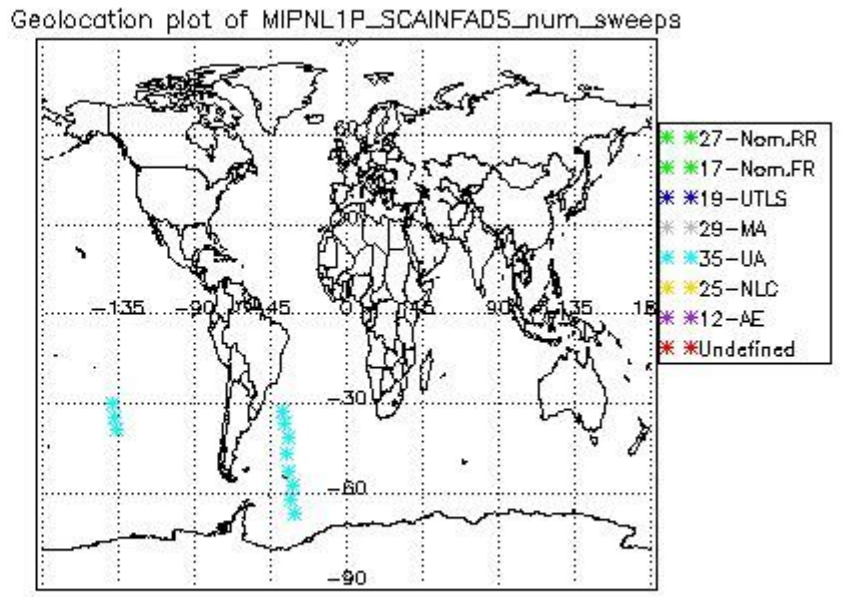 Geolocation plot of MIPNL1P_SCAINFADS_num_sweeps
60
-135 -90 -45 0 45 90 135
-30
-60
-90
27-Nom.RR
17-Nom.FR
19-UTLS
29-MA
35-UA
25-NLC
12-AE
Undefined